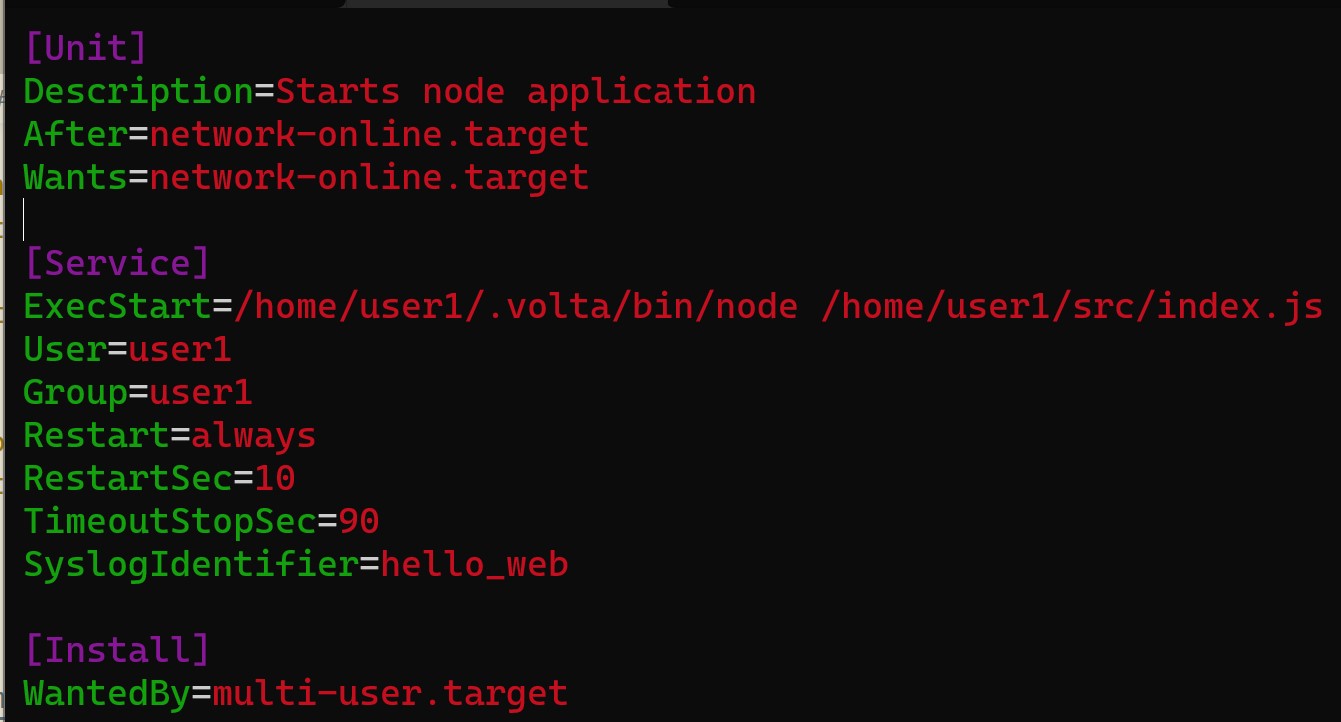 [Unit]
Description=Starts node application
After=network-online.target
Wants=network-online.target
[Service]
ExecStart=/home/user1/.volta/bin/node /home/user1/src/index.js
User=user1
Group=user1
Restart=always
RestartSec=10
TimeoutStopSec=90
SyslogIdentifier=hello_web
[Install]
WantedBy=multi-user.target